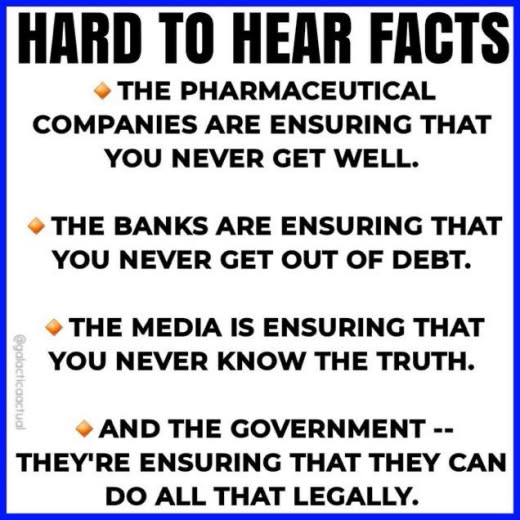 HARD TO HEAR FACTS
🔸THE PHARMACEUTICAL
COMPANIES ARE ENSURING THAT
YOU NEVER GET WELL.
🔸THE BANKS ARE ENSURING THAT
YOU NEVER GET OUT OF DEBT.
🔸THE MEDIA IS ENSURING THAT
YOU NEVER KNOW THE TRUTH.
🔸AND THE GOVERNMENT --
THEY'RE ENSURING THAT THEY CAN
DO ALL THAT LEGALLY.
@galacticaactual